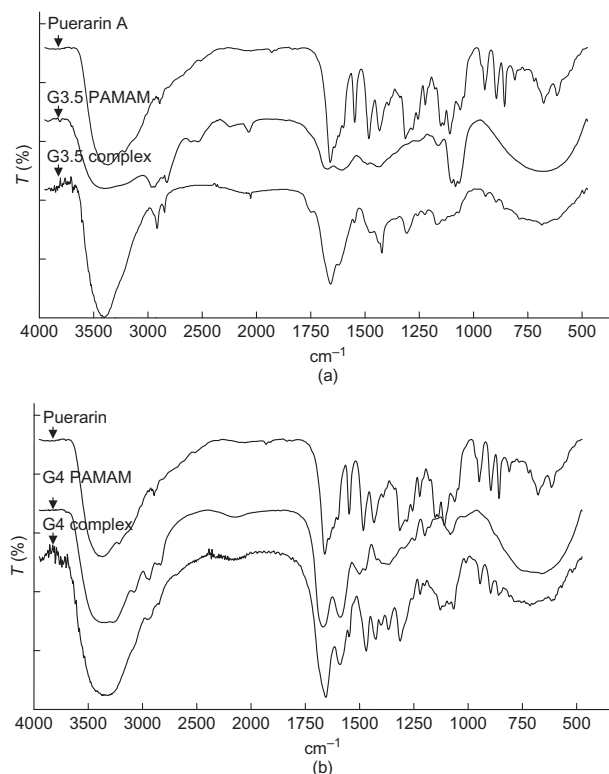 Puerarin A
G3.5 PAMAM
G3.5 complex
T (%)
4000 3500 3000 2500 2000 1750 1500 1250 1000 750 500
cm–1
(a)
Puerarin
G4 PAMAM
G4 complex
T (%)
4000 3500 3000 2500 2000 1750 1500 1250 1000 750 500
cm–1
(b)